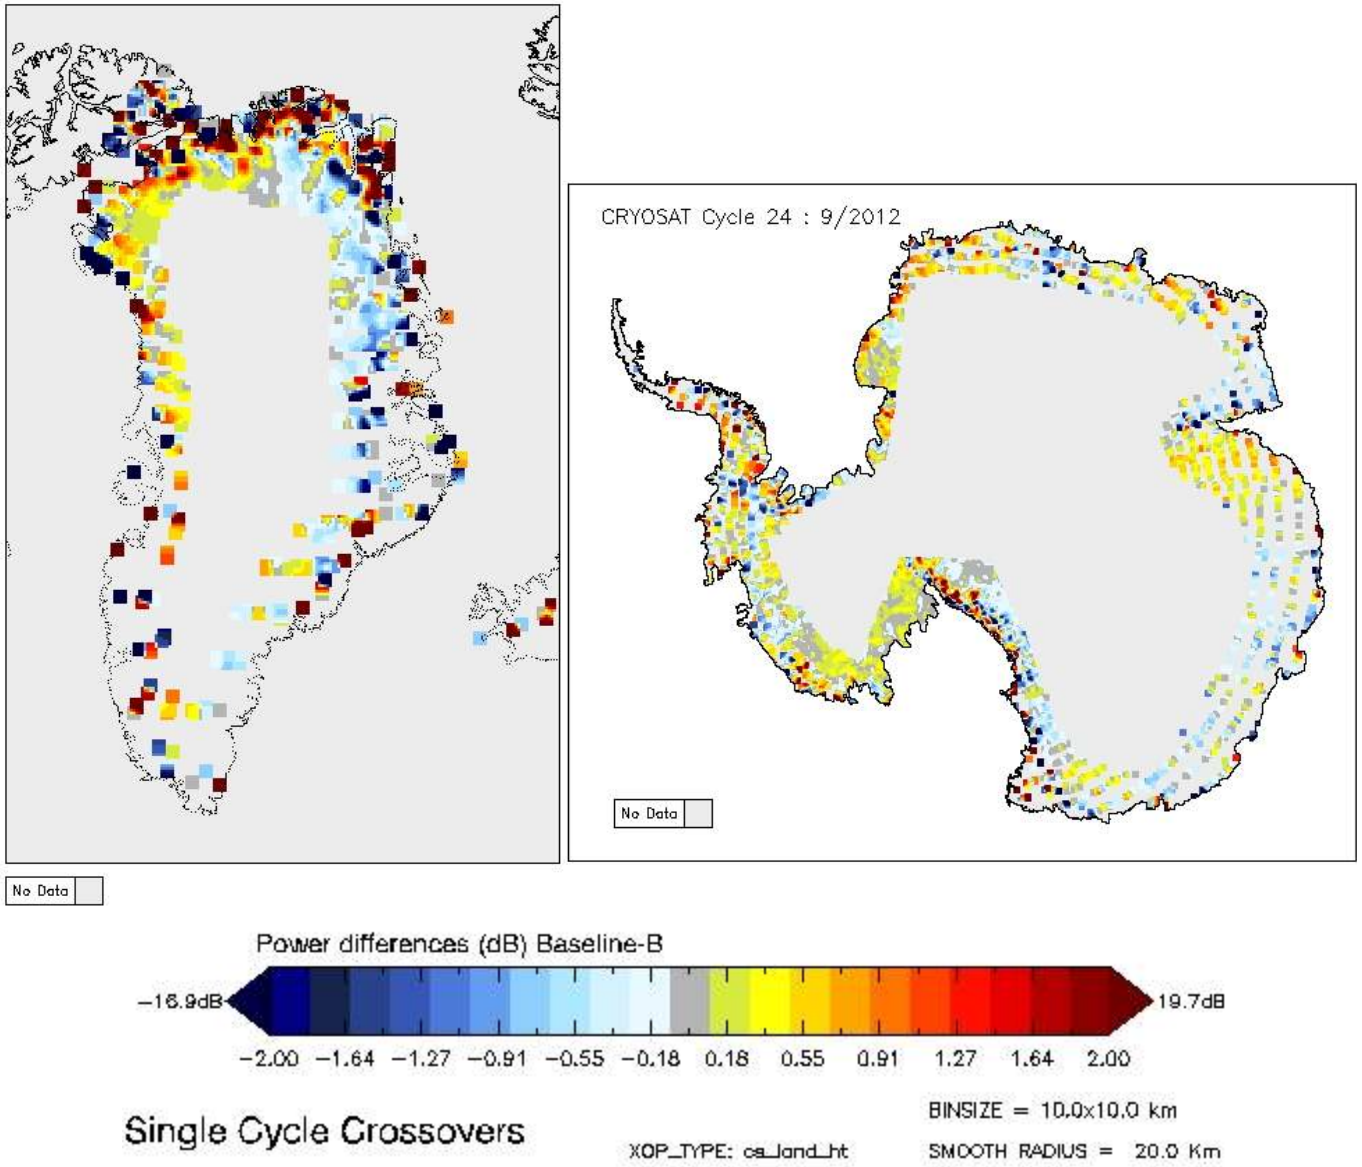 CRYOSAT Cycle 24 : 9/2012
No Data
No Data
Power differences (dB) Baseline-B
-16.9dB
19.7dB
-2.00 -1.64 -1.27 -0.91 -0.55 -0.18 0.18 0.55 0.91 1.27 1.64 2.00
Single Cycle Crossovers
BINSIZE = 10.0x10.0 km
XOP_TYPE: cs_land_ht
SMOOTH RADIUS = 20.0 Km